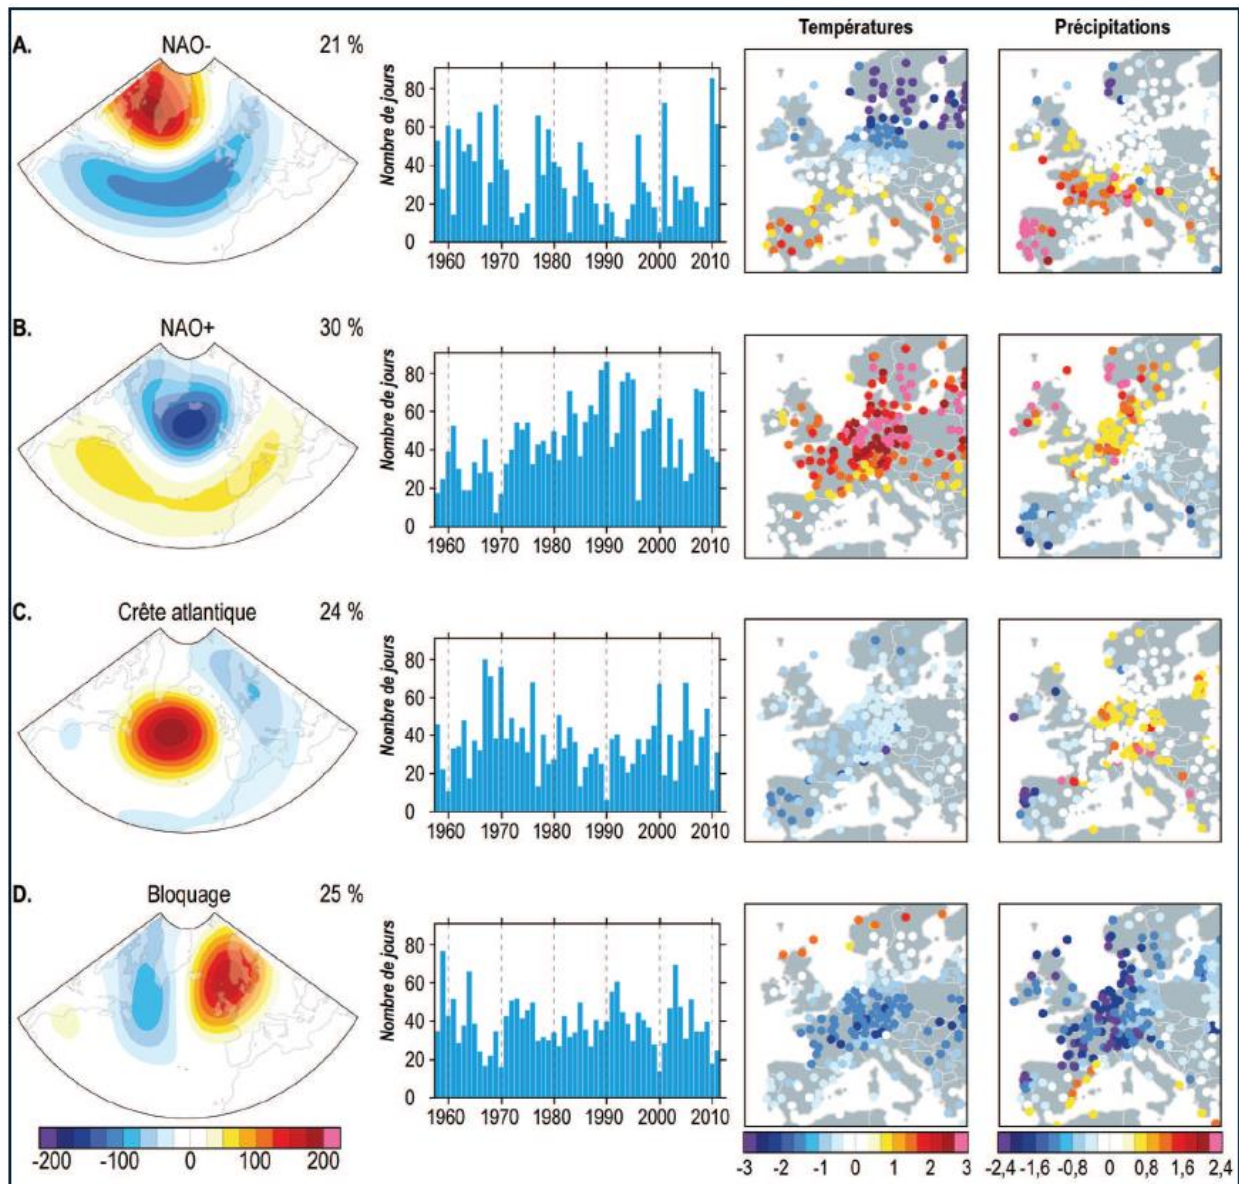 Températures Précipitations
A. NAO- 21 %
Nombre de jours
80
60
40
20
0
1960 1970 1980 1990 2000 2010
B. NAO+ 30 %
Nombre de jours
80
60
40
20
0
1960 1970 1980 1990 2000 2010
C. Crête atlantique 24 %
Nombre de jours
80
60
40
20
0
1960 1970 1980 1990 2000 2010
D. Bloquage 25 %
Nombre de jours
80
60
40
20
0
1960 1970 1980 1990 2000 2010
-200 -100 0 100 200
-3 -2 -1 0 1 2 3
-2,4 -1,6 -0,8 0 0,8 1,6 2,4